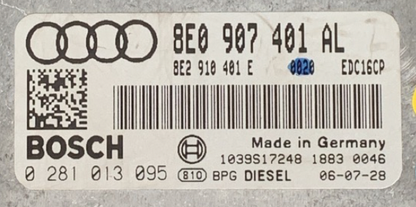 8E0 907 401 AL
8E2 910 401 E 0020 EDC16CP
BOSCH
Made in Germany
1039S17248 1883 0046
0 281 013 095 810 BPG DIESEL 06-07-28